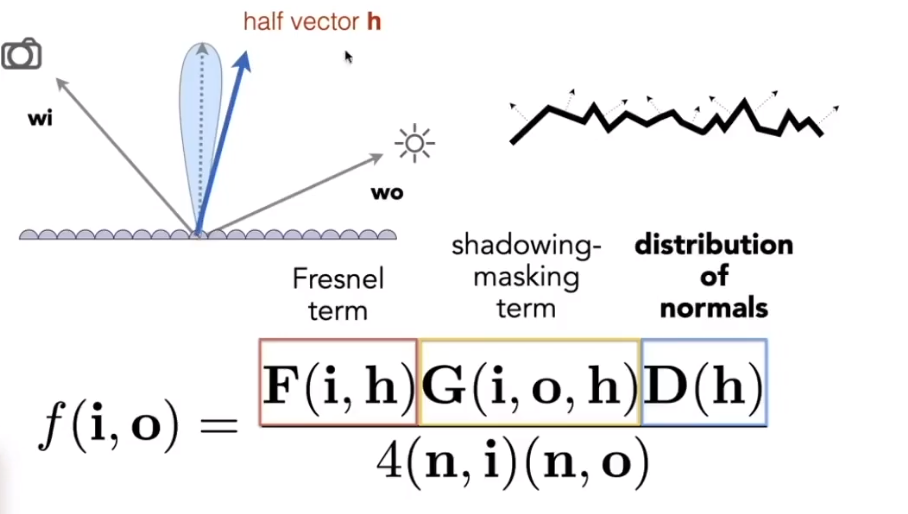 half vector h
wi
wo
Fresnel
term
shadowing-
masking
term
distribution
of
normals
f(i, o) = F(i, h)G(i, o, h)D(h)
4(n, i)(n, o)